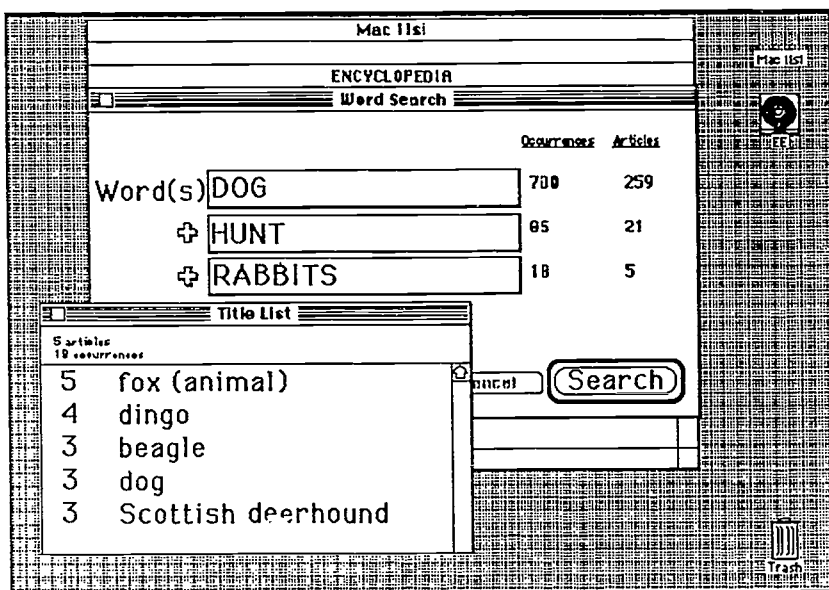 Mac IIsi
Mac IIsi
ENCYCLOPEDIA
Word Search
EE
Occurrences Articles
Word(s) DOG 259
HUNT 85 21
RABBITS 18 5
Title List
5 articles
18 occurrences
Search
5 fox (animal)
4 dingo
3 beagle
3 dog
3 Scottish deerhound
Trash